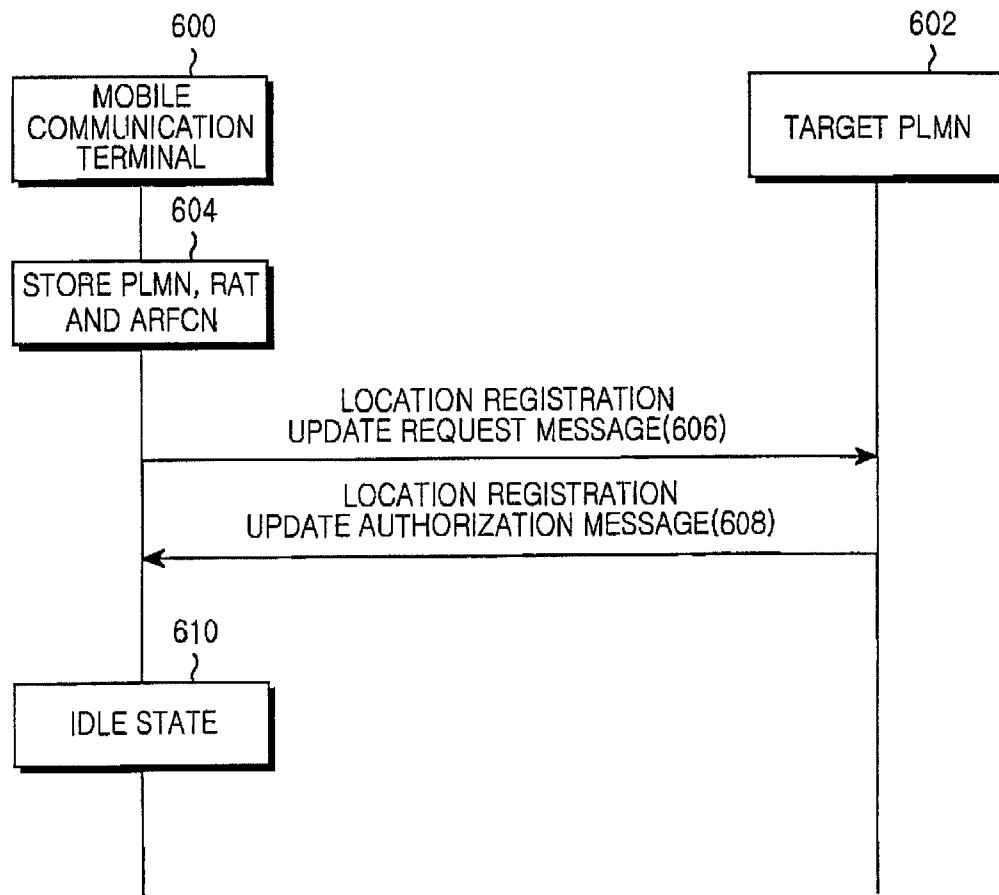 600
MOBILE
COMMUNICATION
TERMINAL
602
TARGET PLMN
604
STORE PLMN, RAT
AND ARFCN
LOCATION REGISTRATION
UPDATE REQUEST MESSAGE(606)
LOCATION REGISTRATION
UPDATE AUTHORIZATION MESSAGE(608)
610
IDLE STATE